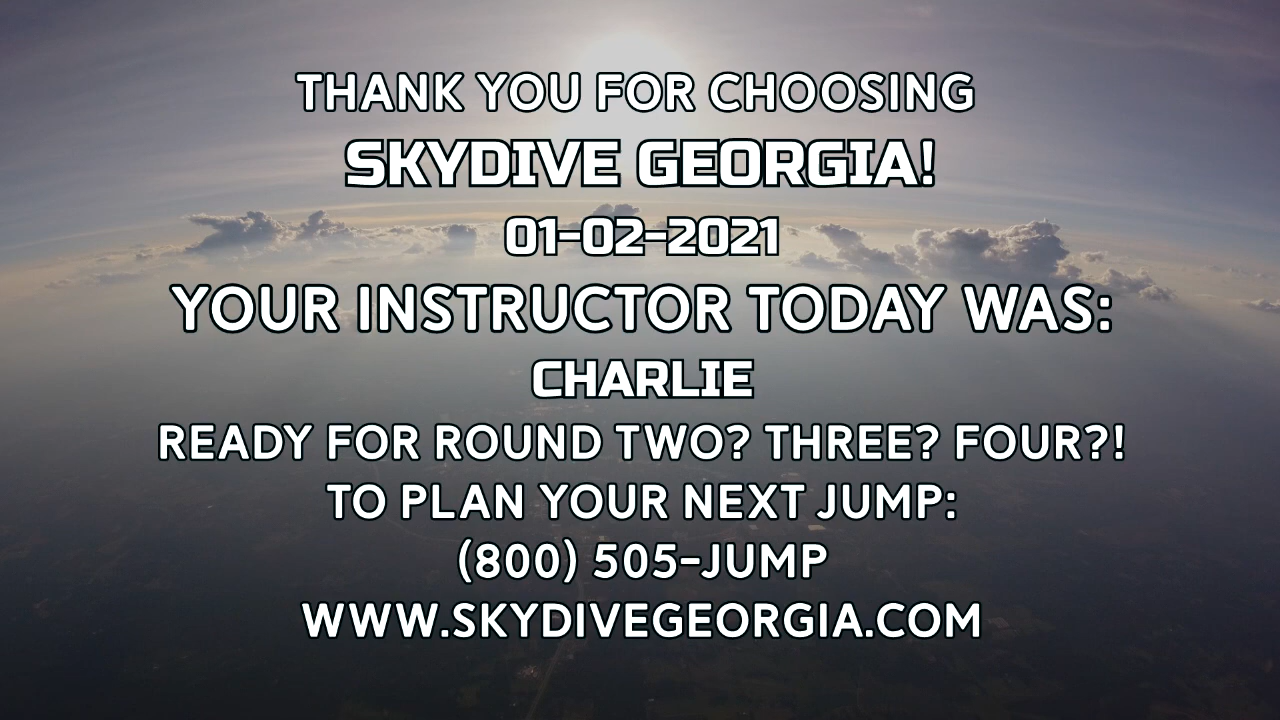 THANK YOU FOR CHOOSING
SKYDIVE GEORGIA!
01-02-2021
YOUR INSTRUCTOR TODAY WAS:
CHARLIE
READY FOR ROUND TWO? THREE? FOUR?!
TO PLAN YOUR NEXT JUMP:
(800) 505-JUMP
WWW.SKYDIVEGEORGIA.COM